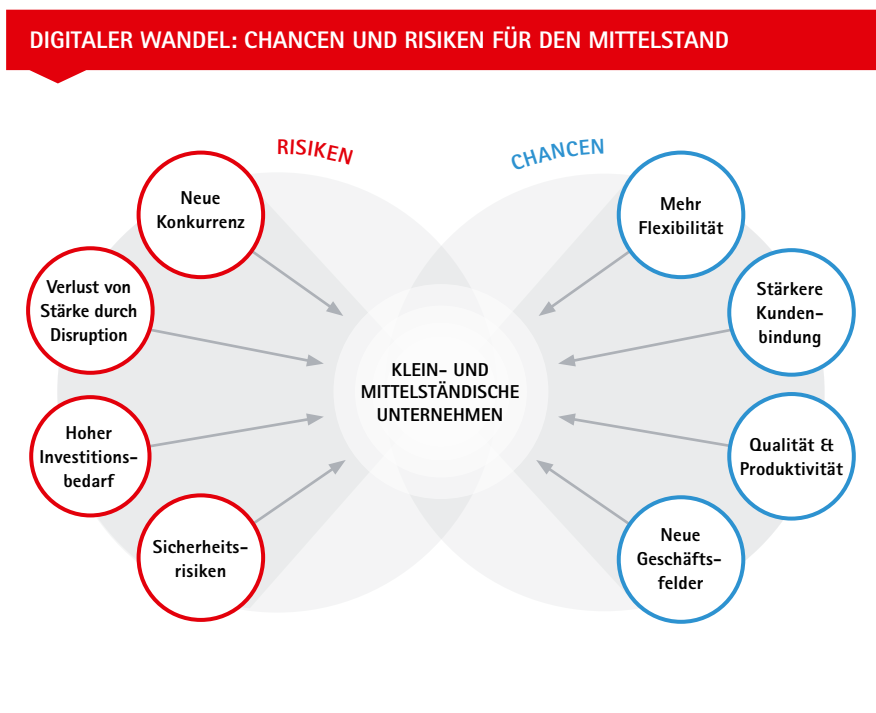 DIGITALER WANDEL: CHANCEN UND RISIKEN FÜR DEN MITTELSTAND
RISIKEN
Neue
Konkurrenz
Verlust von
Stärke durch
Disruption
Hoher
Investitions-
bedarf
Sicherheits-
risiken
KLEIN- UND
MITTELSTÄNDISCHE
UNTERNEHMEN
CHANCEN
Mehr
Flexibilität
Stärkere
Kunden-
bindung
Qualität &
Produktivität
Neue
Geschäfts-
felder